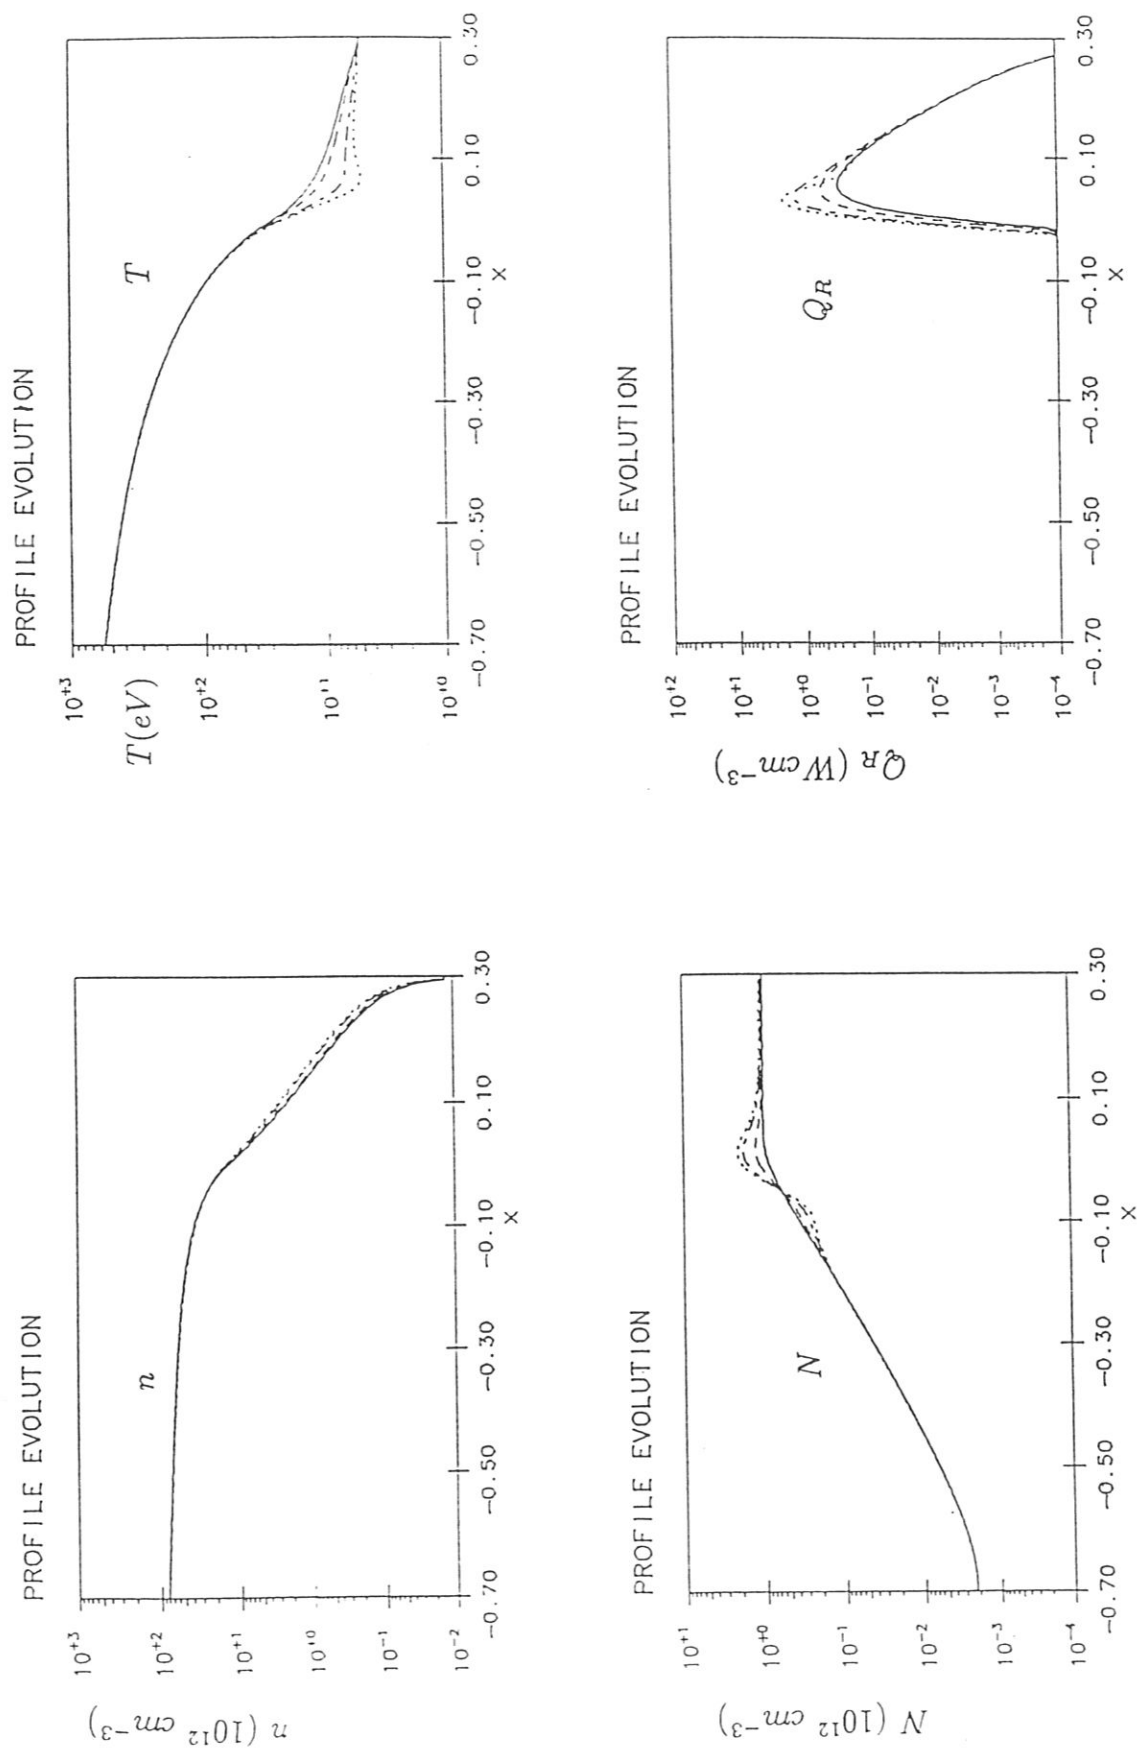 PROFILE EVOLUTION
n (10¹² cm⁻³)
10⁺³
10⁺²
10⁺¹
10⁺⁰
10⁻¹
10⁻²
n
-0.70 -0.50 -0.30 -0.10 0.10 0.30
X
PROFILE EVOLUTION
T(eV)
10⁺³
10⁺²
10⁺¹
10⁺⁰
T
-0.70 -0.50 -0.30 -0.10 0.10 0.30
X
PROFILE EVOLUTION
N (10¹² cm⁻³)
10⁺¹
10⁺⁰
10⁻¹
10⁻²
10⁻³
10⁻⁴
N
-0.70 -0.50 -0.30 -0.10 0.10 0.30
X
PROFILE EVOLUTION
Q_R (W cm⁻³)
10⁺²
10⁺¹
10⁺⁰
10⁻¹
10⁻²
10⁻³
10⁻⁴
Q_R
-0.70 -0.50 -0.30 -0.10 0.10 0.30
X